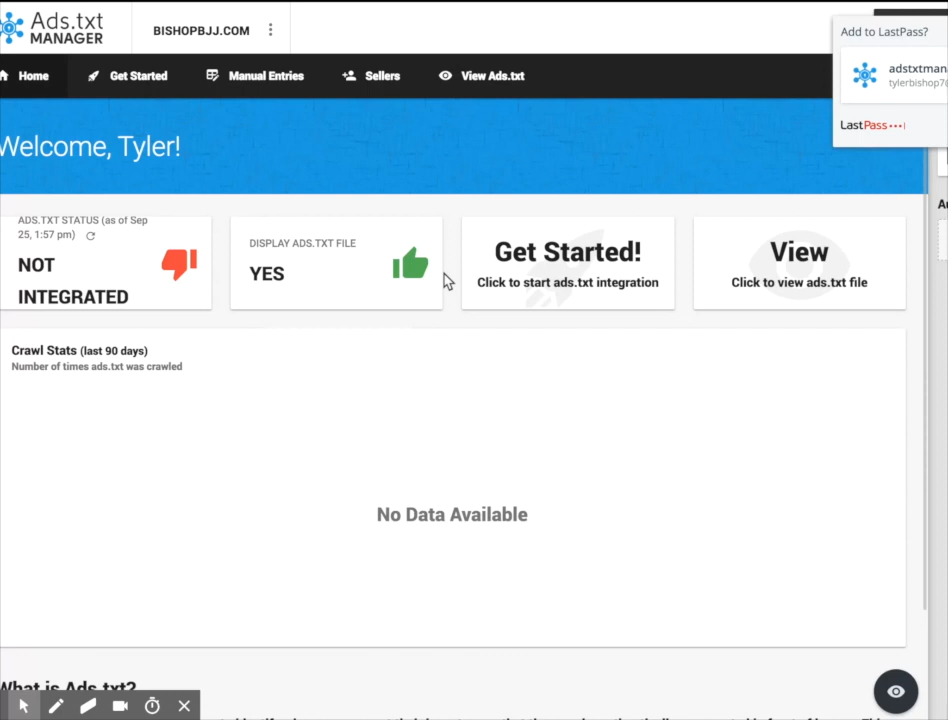 Ads.txt
MANAGER
BISHOPBJJ.COM
Add to LastPass?
adstxtman
tylerbishop7
LastPass
Home
Get Started
Manual Entries
Sellers
View Ads.txt
Welcome, Tyler!
ADS.TXT STATUS (as of Sep
25, 1:57 pm)
NOT
INTEGRATED
DISPLAY ADS.TXT FILE
YES
Get Started!
Click to start ads.txt integration
View
Click to view ads.txt file
Crawl Stats (last 90 days)
Number of times ads.txt was crawled
No Data Available
What is Ads.txt?